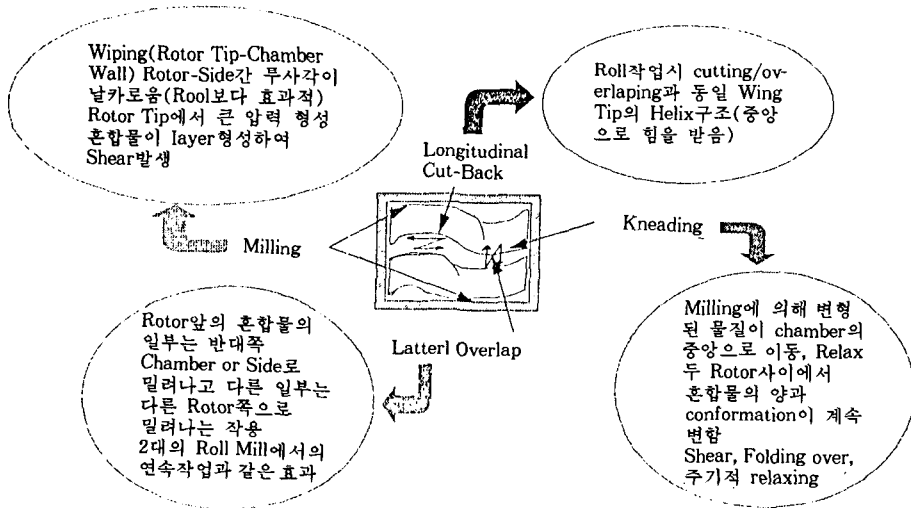 Wiping(Rotor Tip-Chamber
Wall) Rotor-Side간 투사각이
날카로움(Rool보다 효과적)
Rotor Tip에서 큰 압력 형성
혼합물이 layer형성하여
Shear발생
Roll작업시 cutting/ov-
erlaping과 동일 Wing
Tip의 Helix구조(중앙
으로 힘을 받음)
Longitudinal
Cut-Back
Milling
Kneading
Latterl Overlap
Rotor앞의 혼합물의
일부는 반대쪽
Chamber or Side로
밀려나고 다른 일부는
다른 Rotor쪽으로
밀려나는 작용
2대의 Roll Mill에서의
연속작업과 같은 효과
Milling에 의해 변형
된 물질이 chamber의
중앙으로 이동, Relax
두 Rotor사이에서
혼합물의 양과
conformation이 계속
변함
Shear, Folding over,
주기적 relaxing